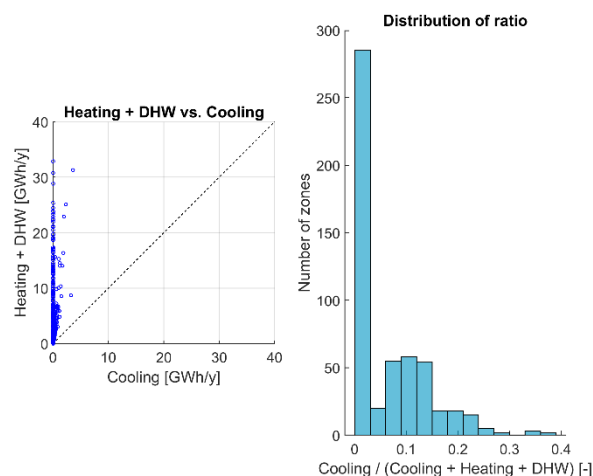 Heating + DHW vs. Cooling
Heating + DHW [GWh/y]
40
30
20
10
0
0 10 20 30 40
Cooling [GWh/y]
Distribution of ratio
Number of zones
300
250
200
150
100
50
0
0 0.1 0.2 0.3 0.4
Cooling / (Cooling + Heating + DHW) [-]